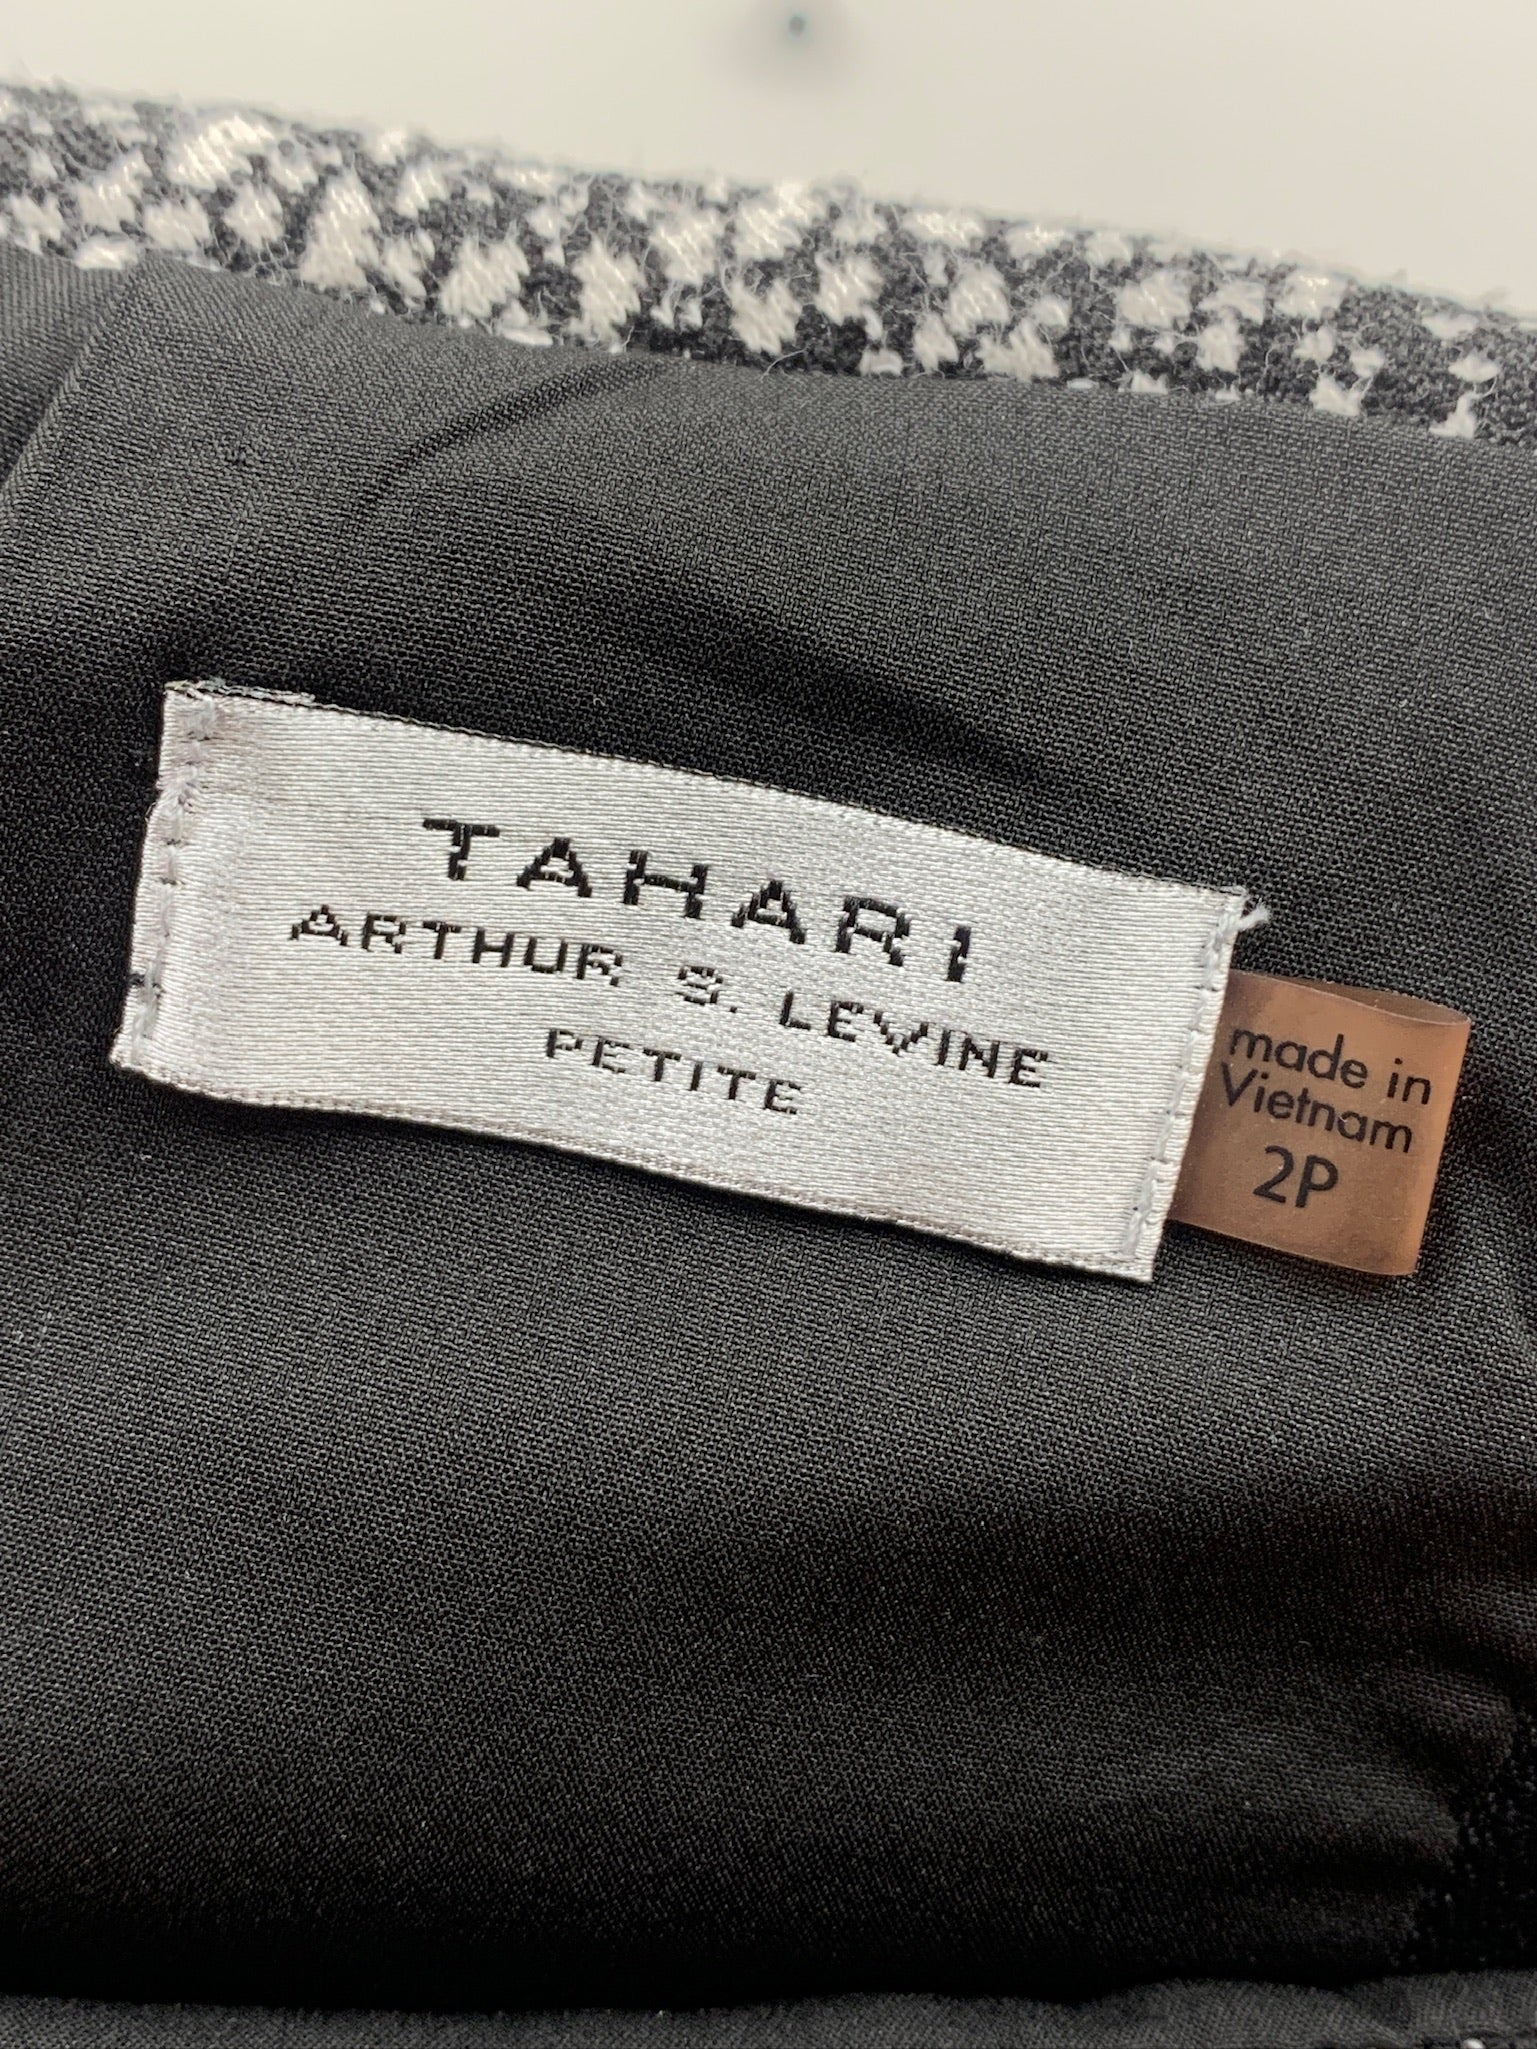 TAHARI
ARTHUR S. LEVINE
PETITE
made in
Vietnam
2P